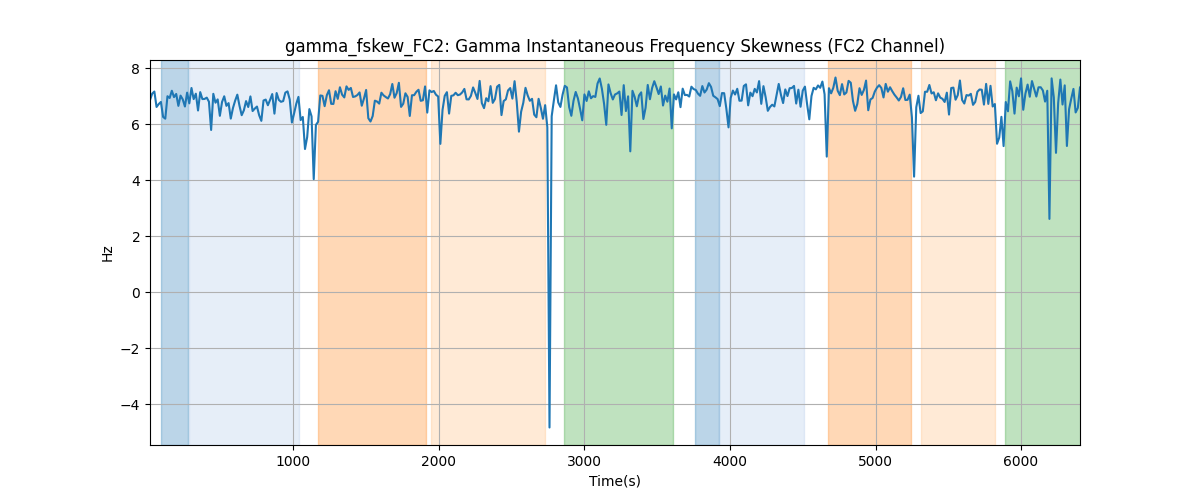 gamma_fskew_FC2: Gamma Instantaneous Frequency Skewness (FC2 Channel)
8
6
4
2
0
−2
−4
Hz
1000 2000 3000 4000 5000 6000
Time(s)